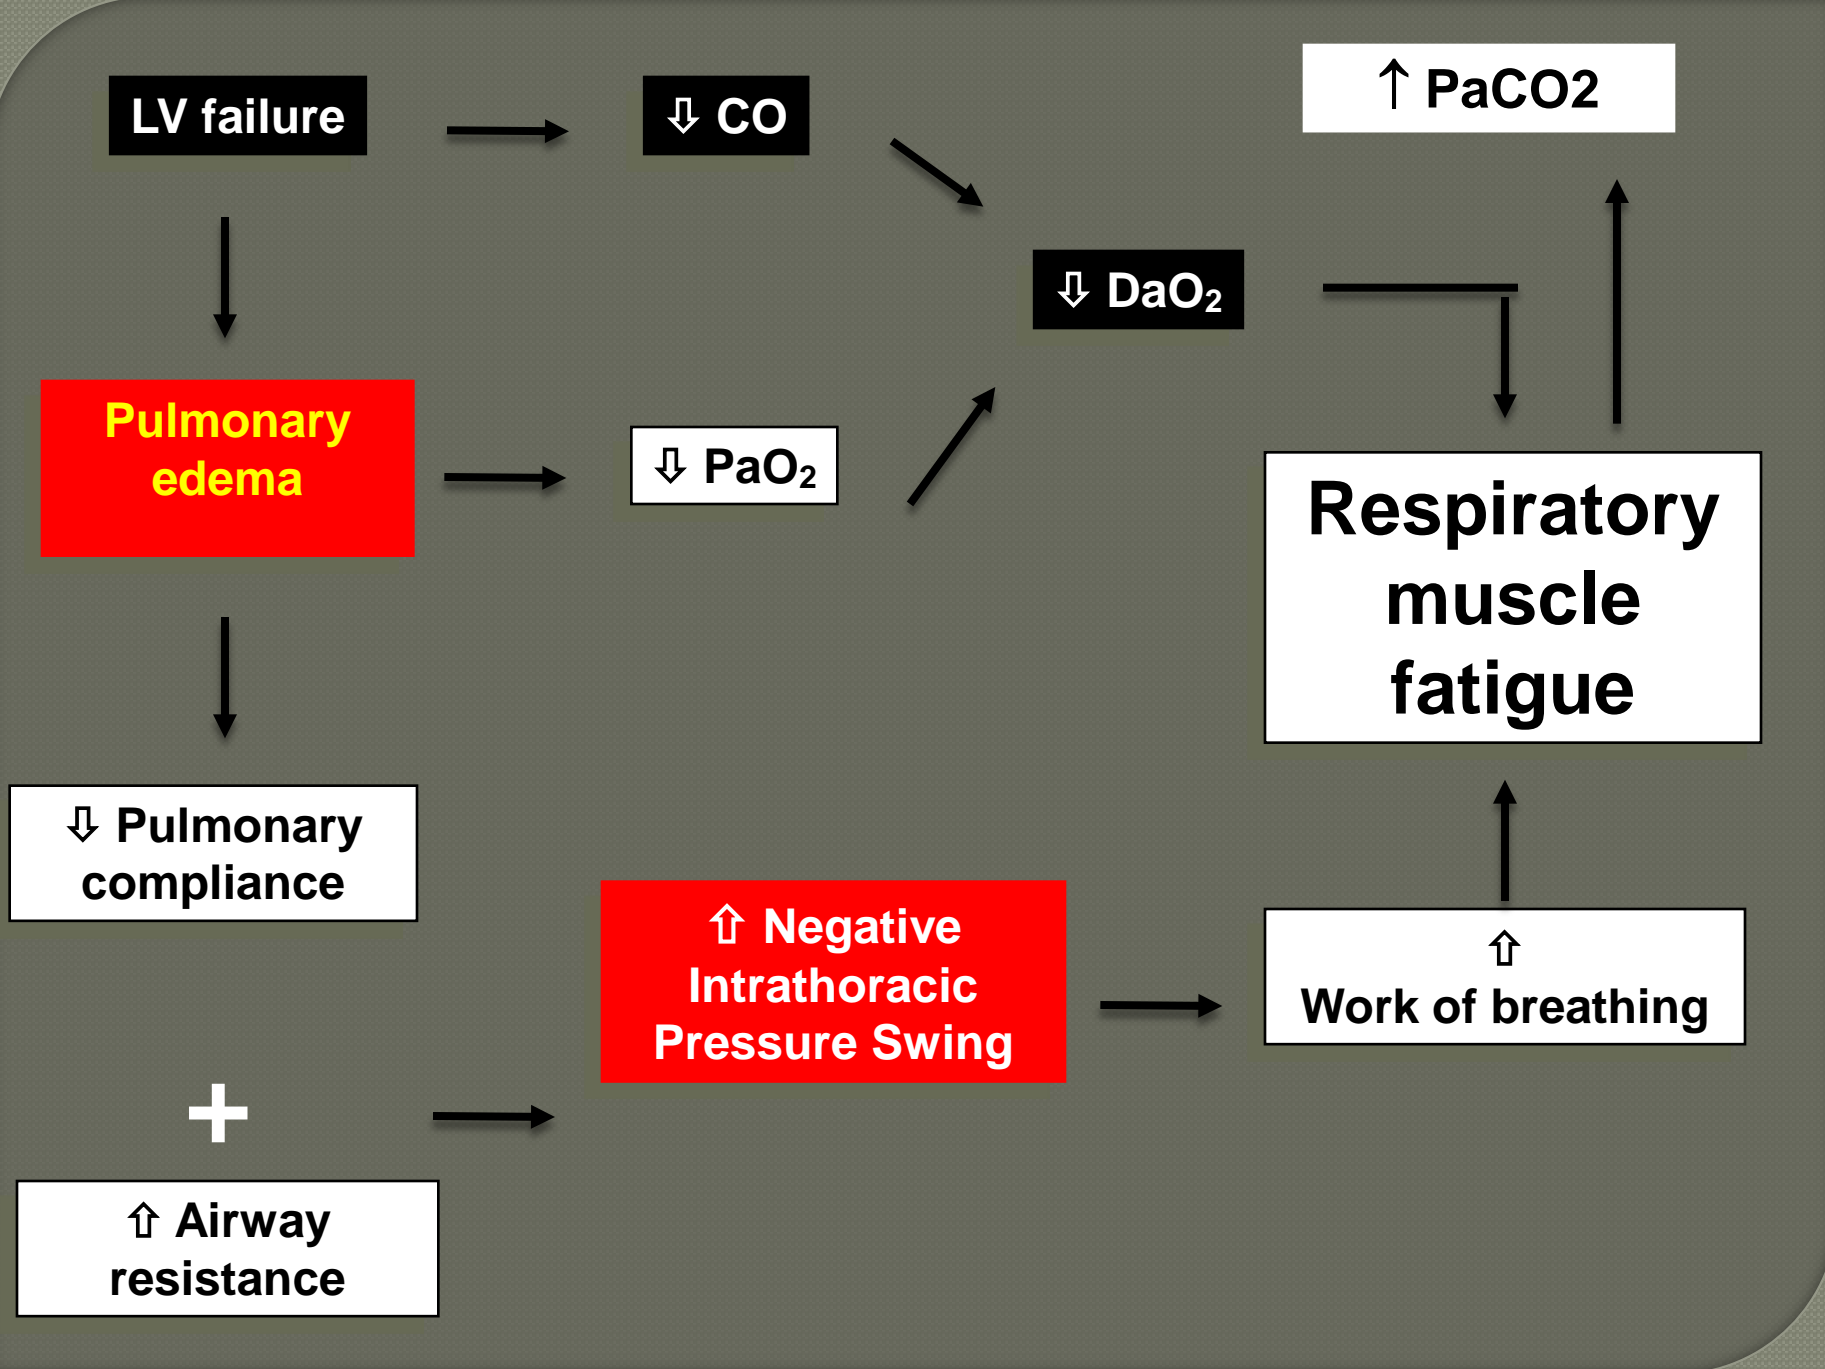 LV failure
⇩ CO
↑ PaCO2
⇩ DaO₂
Pulmonary
edema
⇩ PaO₂
Respiratory
muscle
fatigue
⇩ Pulmonary
compliance
⇧ Negative
Intrathoracic
Pressure Swing
⇧
Work of breathing
+
⇧ Airway
resistance